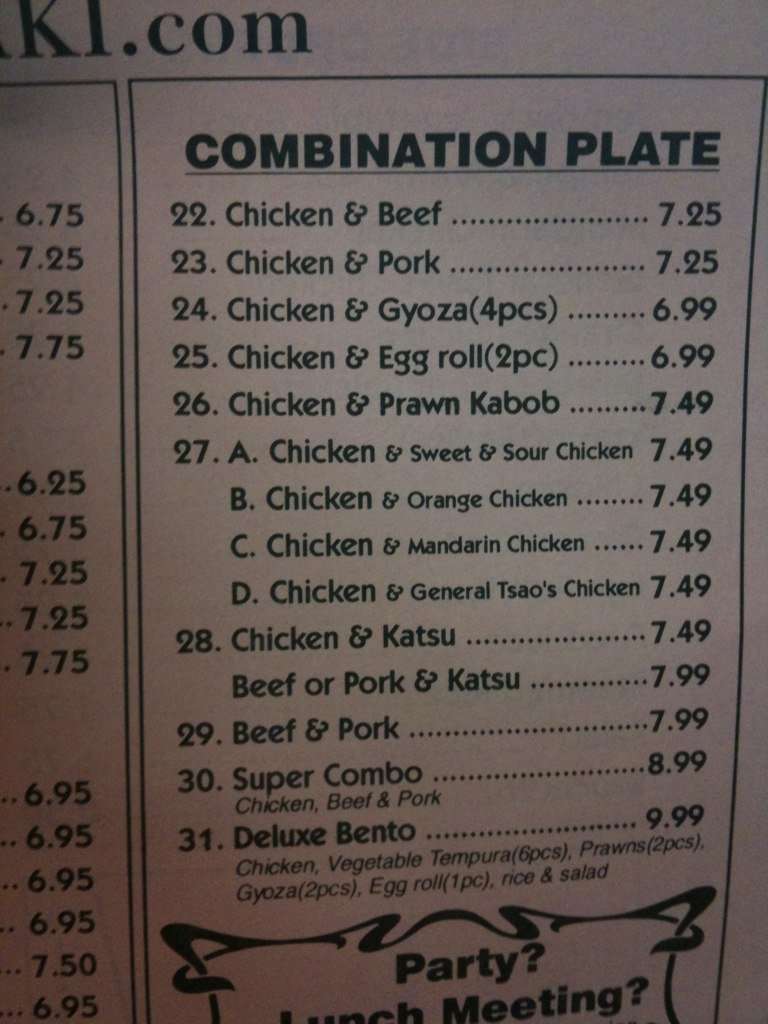 KI.com
6.75
7.25
7.25
7.75
6.25
6.75
7.25
7.25
7.75
6.95
6.95
6.95
6.95
7.50
6.95
COMBINATION PLATE
22. Chicken & Beef ...................... 7.25
23. Chicken & Pork ...................... 7.25
24. Chicken & Gyoza(4pcs) ......... 6.99
25. Chicken & Egg roll(2pc) ......... 6.99
26. Chicken & Prawn Kabob ......... 7.49
27. A. Chicken & Sweet & Sour Chicken 7.49
B. Chicken & Orange Chicken ........ 7.49
C. Chicken & Mandarin Chicken ...... 7.49
D. Chicken & General Tsao's Chicken 7.49
28. Chicken & Katsu ..................... 7.49
Beef or Pork & Katsu .............. 7.99
29. Beef & Pork ........................... 7.99
30. Super Combo ........................ 8.99
Chicken, Beef & Pork
31. Deluxe Bento ........................ 9.99
Chicken, Vegetable Tempura(6pcs), Prawns(2pcs),
Gyoza(2pcs), Egg roll(1pc), rice & salad
Party?
Lunch Meeting?